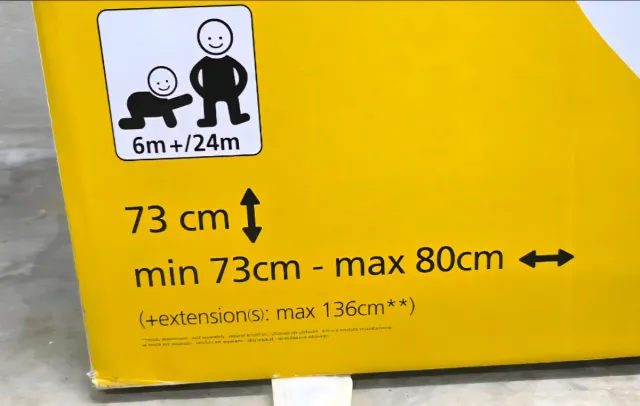 6m+/24m
73 cm
min 73cm - max 80cm
(+extension(s): max 136cm**)